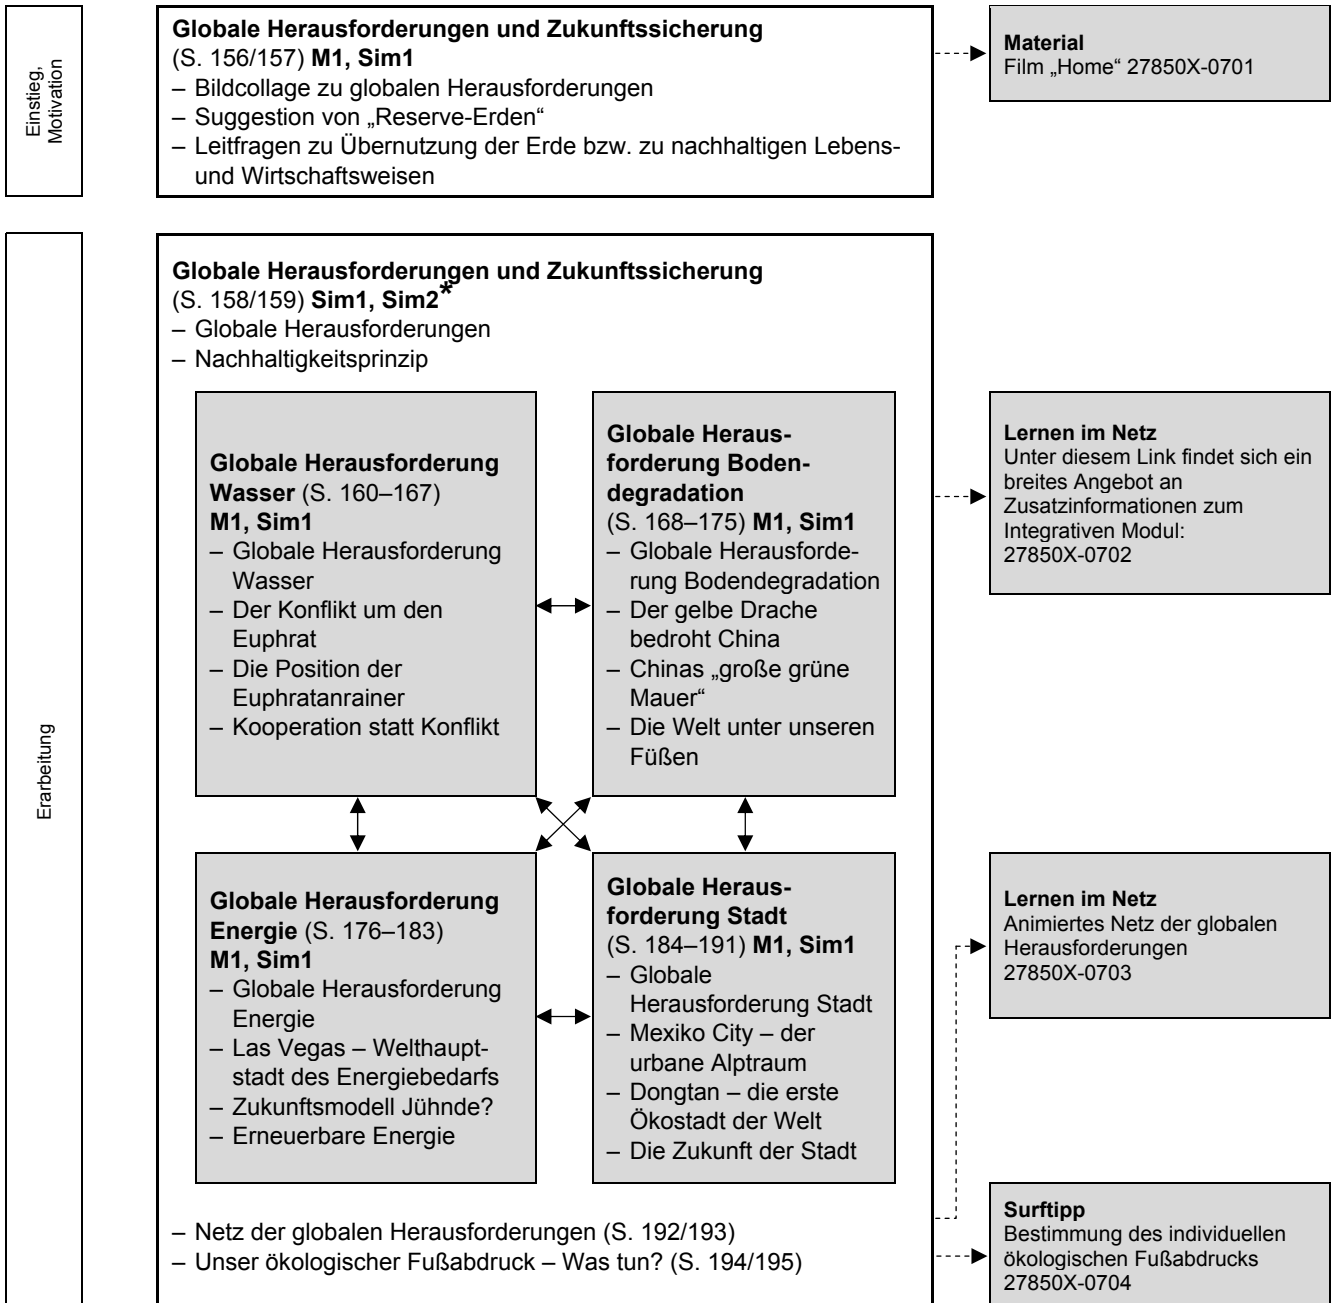 Einstieg,
Motivation
Globale Herausforderungen und Zukunftssicherung
(S. 156/157) M1, Sim1
– Bildcollage zu globalen Herausforderungen
– Suggestion von „Reserve-Erden“
– Leitfragen zu Übernutzung der Erde bzw. zu nachhaltigen Lebens-
und Wirtschaftsweisen
Material
Film „Home“ 27850X-0701
Erarbeitung
Globale Herausforderungen und Zukunftssicherung
(S. 158/159) Sim1, Sim2*
– Globale Herausforderungen
– Nachhaltigkeitsprinzip
Globale Herausforderung
Wasser (S. 160–167)
M1, Sim1
– Globale Herausforderung
Wasser
– Der Konflikt um den
Euphrat
– Die Position der
Euphratanrainer
– Kooperation statt Konflikt
Globale Heraus-
forderung Boden-
degradation
(S. 168–175) M1, Sim1
– Globale Herausforde-
rung Bodendegradation
– Der gelbe Drache
bedroht China
– Chinas „große grüne
Mauer“
– Die Welt unter unseren
Füßen
Lernen im Netz
Unter diesem Link findet sich ein
breites Angebot an
Zusatzinformationen zum
Integrativen Modul:
27850X-0702
Globale Herausforderung
Energie (S. 176–183)
M1, Sim1
– Globale Herausforderung
Energie
– Las Vegas – Welthaupt-
stadt des Energiebedarfs
– Zukunftsmodell Jühnde?
– Erneuerbare Energie
Globale Heraus-
forderung Stadt
(S. 184–191) M1, Sim1
– Globale
Herausforderung Stadt
– Mexiko City – der
urbane Alptraum
– Dongtan – die erste
Ökostadt der Welt
– Die Zukunft der Stadt
Lernen im Netz
Animiertes Netz der globalen
Herausforderungen
27850X-0703
– Netz der globalen Herausforderungen (S. 192/193)
– Unser ökologischer Fußabdruck – Was tun? (S. 194/195)
Surftipp
Bestimmung des individuellen
ökologischen Fußabdrucks
27850X-0704